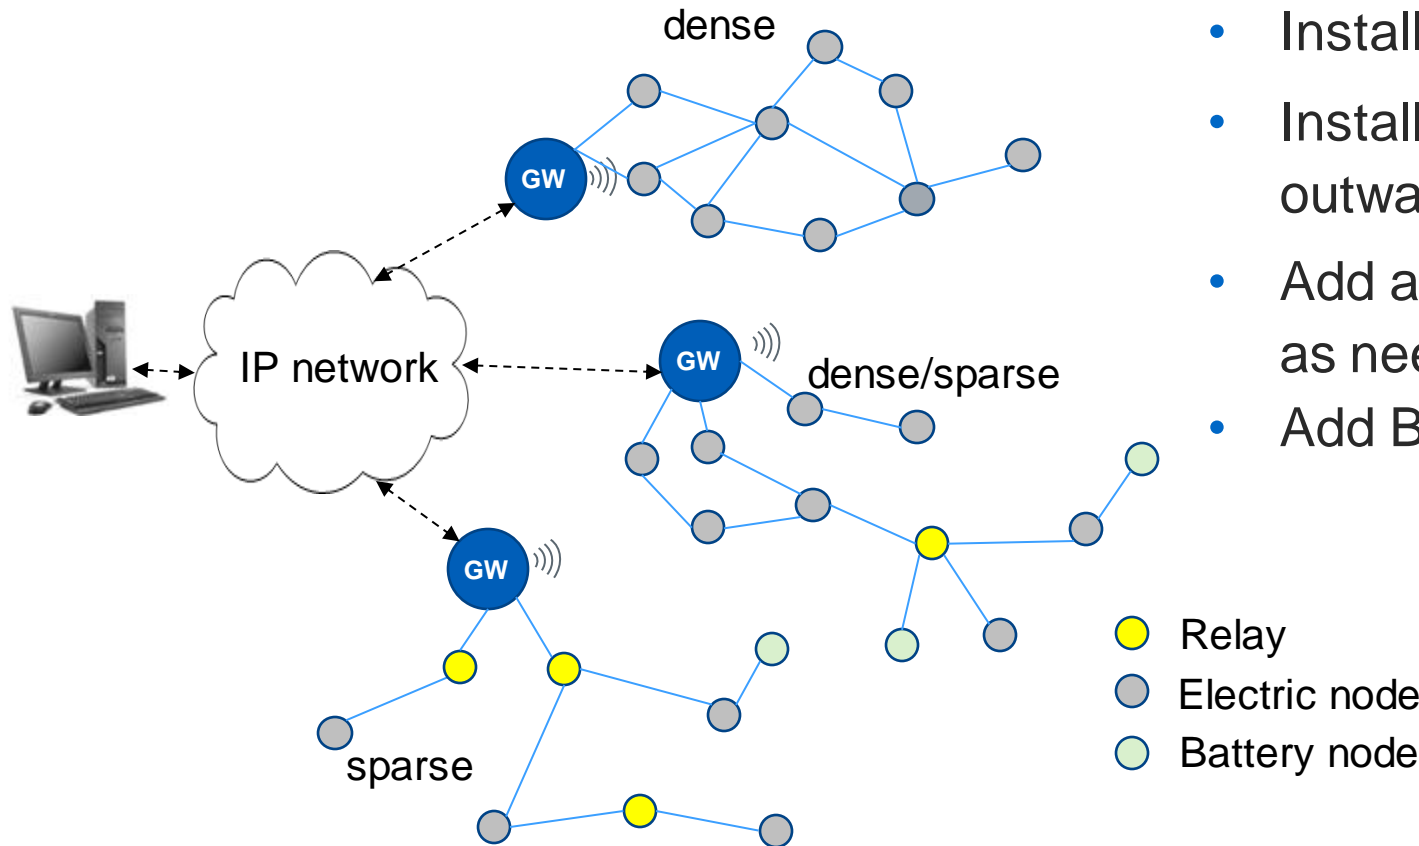 dense
GW
IP network
GW
dense/sparse
GW
sparse
Relay
Electric node
Battery node
• Install
• Install
• Add a
as nee
• Add B